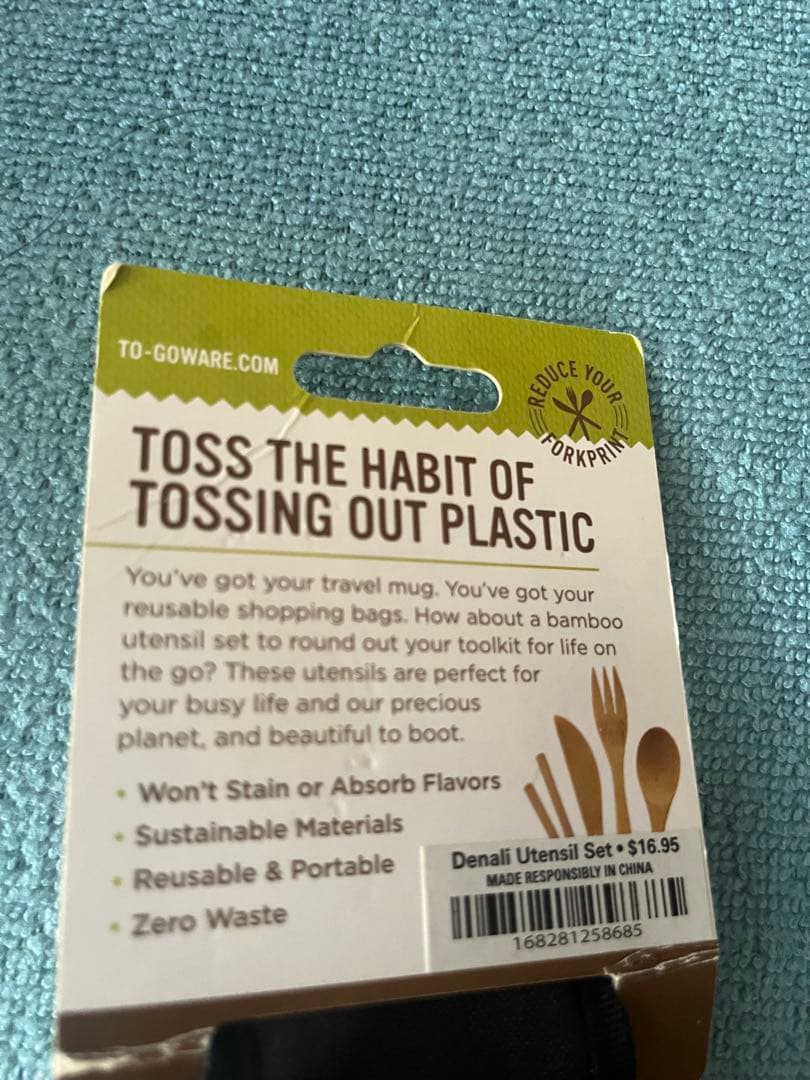 TO-GOWARE.COM
REDUCE YOUR
FORKPRINT
TOSS THE HABIT OF
TOSSING OUT PLASTIC
You've got your travel mug. You've got your
reusable shopping bags. How about a bamboo
utensil set to round out your toolkit for life on
the go? These utensils are perfect for
your busy life and our precious
planet, and beautiful to boot.
• Won't Stain or Absorb Flavors
• Sustainable Materials
• Reusable & Portable
• Zero Waste
Denali Utensil Set • $16.95
MADE RESPONSIBLY IN CHINA
168281258685